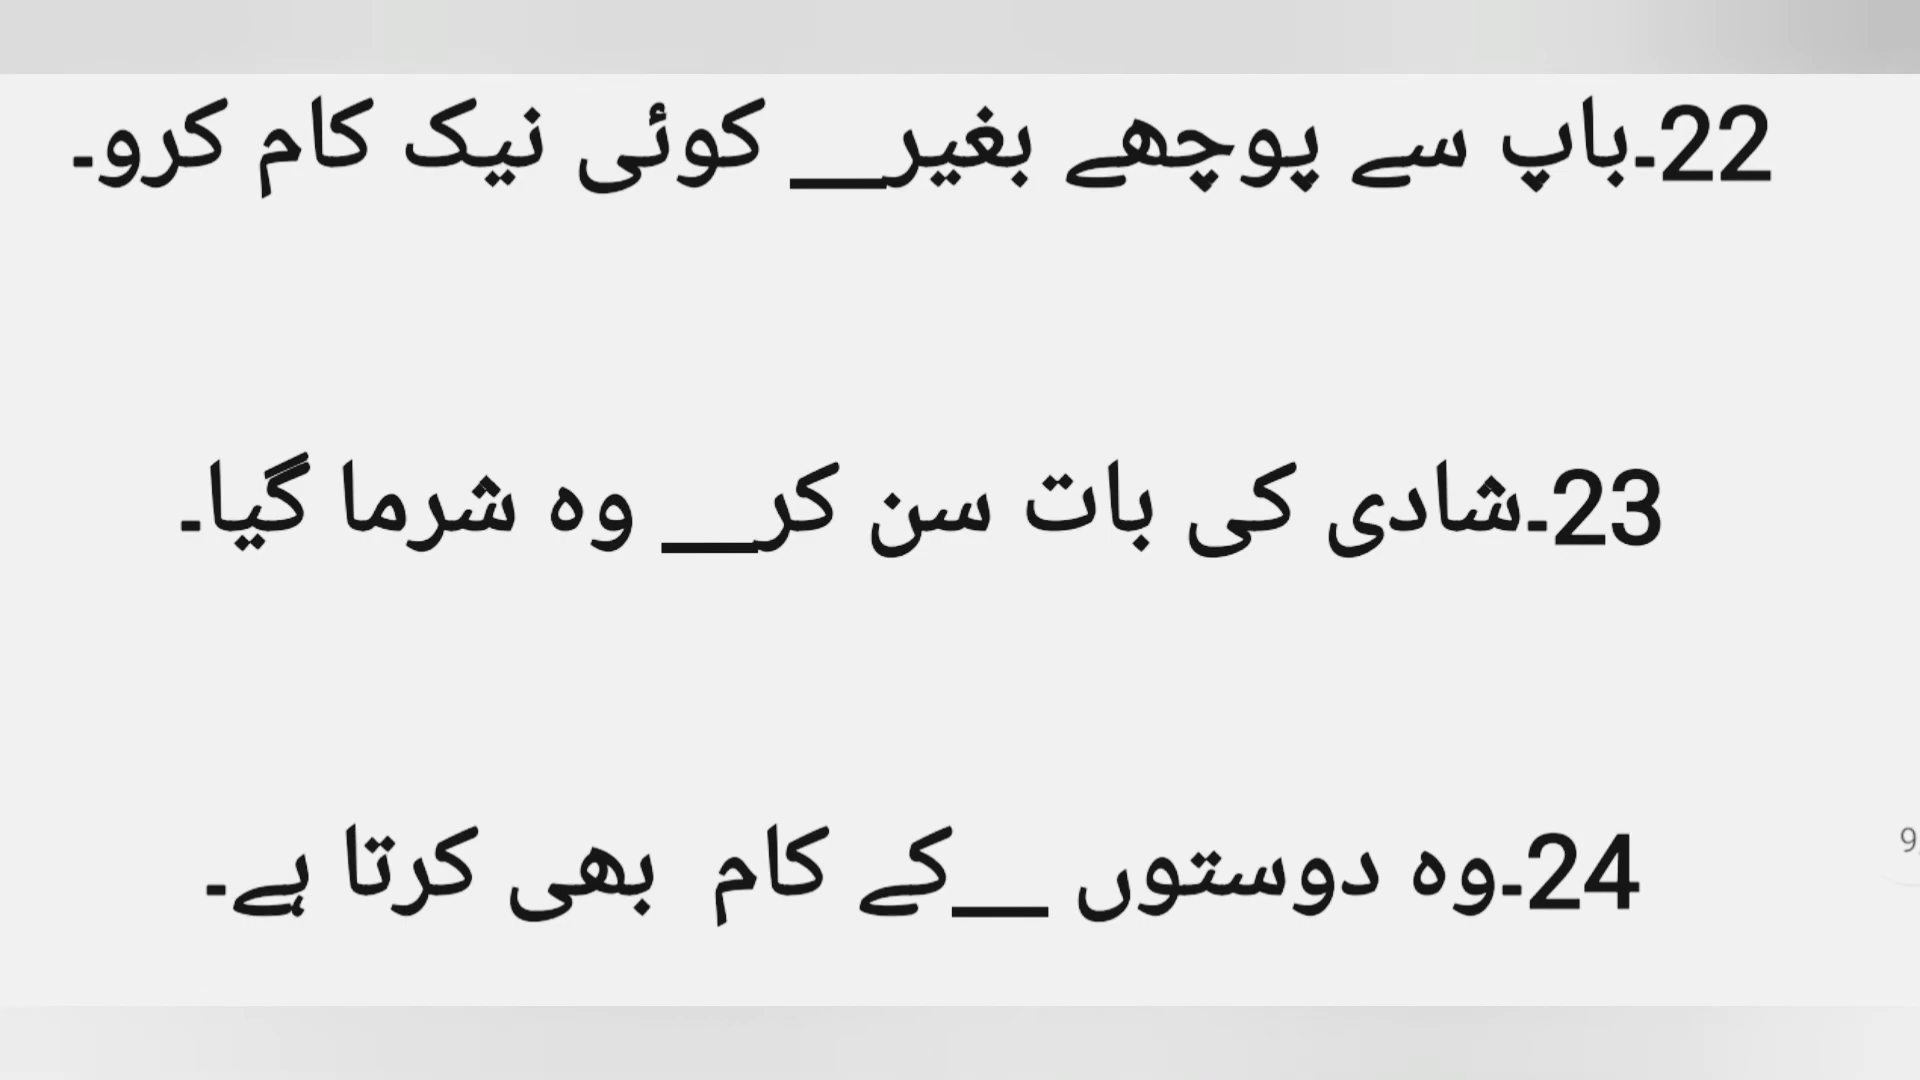 22۔باپ سے پوچھے بغیر__ کوئی نیک کام کرو۔
23۔شادی کی بات سن کر__ وہ شرما گیا۔
24۔وہ دوستوں __کے کام  بھی کرتا ہے۔
9